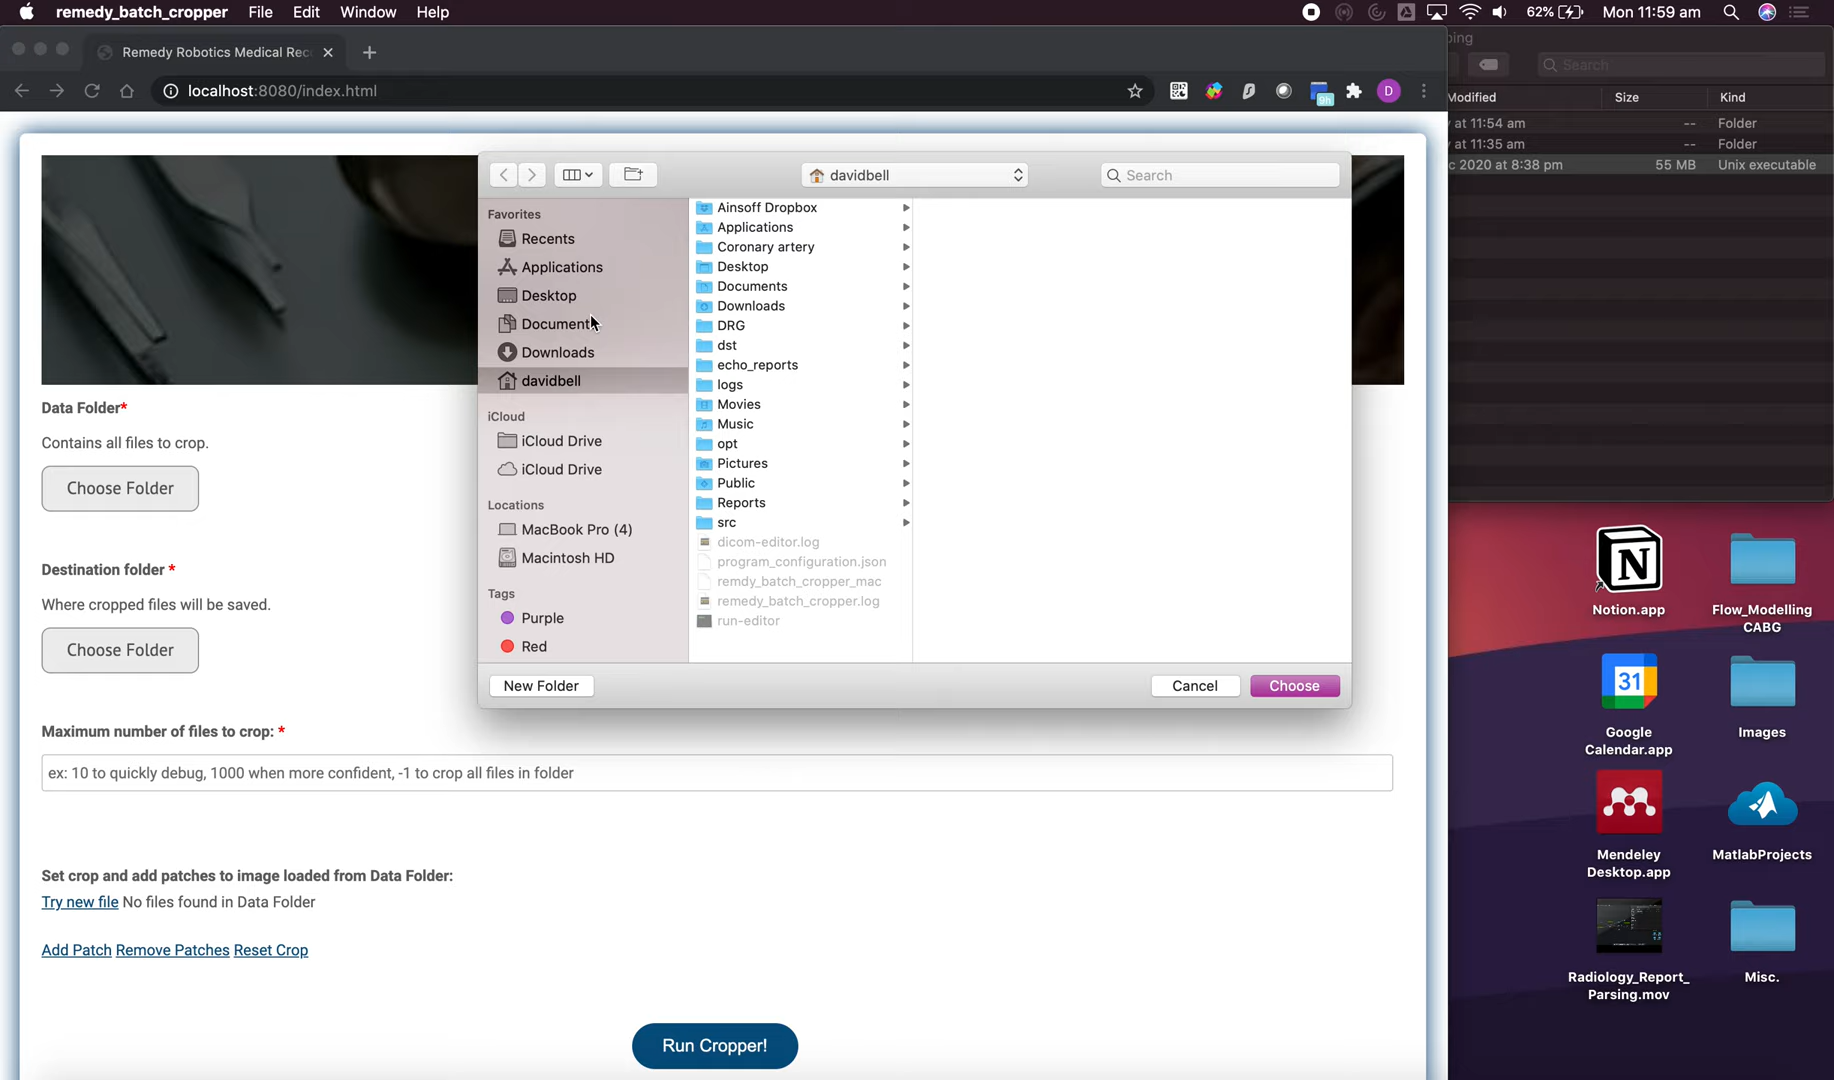 remedy_batch_cropper File Edit Window Help
62% Mon 11:59 am
Remedy Robotics Medical Rec
ping
localhost:8080/index.html
9h
D
Search
Modified Size Kind
at 11:54 am -- Folder
at 11:35 am -- Folder
c 2020 at 8:38 pm 55 MB Unix executable
davidbell
Search
Favorites
Recents
Applications
Desktop
Documents
Downloads
davidbell
iCloud
iCloud Drive
iCloud Drive
Locations
MacBook Pro (4)
Macintosh HD
Tags
Purple
Red
Ainsoff Dropbox
Applications
Coronary artery
Desktop
Documents
Downloads
DRG
dst
echo_reports
logs
Movies
Music
opt
Pictures
Public
Reports
src
dicom-editor.log
program_configuration.json
remdy_batch_cropper_mac
remedy_batch_cropper.log
run-editor
New Folder
Cancel
Choose
Data Folder*
Contains all files to crop.
Choose Folder
Destination folder *
Where cropped files will be saved.
Choose Folder
Maximum number of files to crop: *
ex: 10 to quickly debug, 1000 when more confident, -1 to crop all files in folder
Set crop and add patches to image loaded from Data Folder:
Try new file No files found in Data Folder
Add Patch Remove Patches Reset Crop
Run Cropper!
N
Notion.app
Flow_Modelling
CABG
31
Google
Calendar.app
Images
Mendeley
Desktop.app
MatlabProjects
Radiology_Report_
Parsing.mov
Misc.